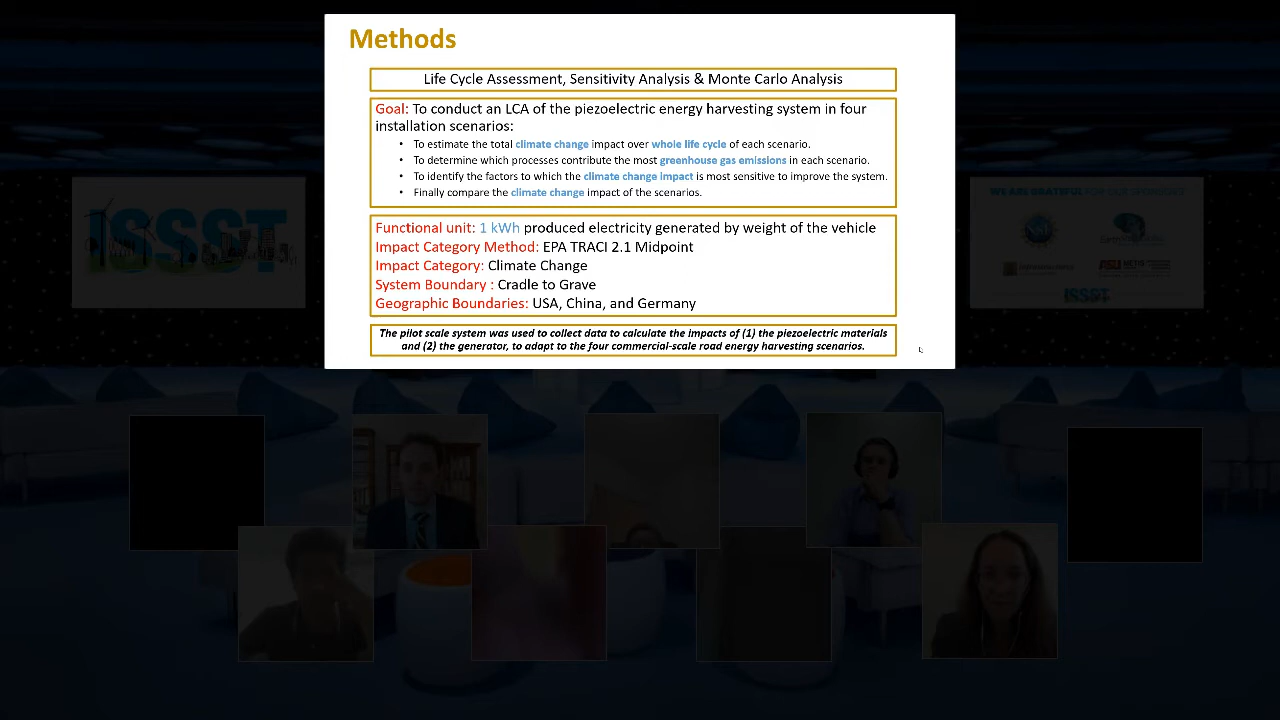 Methods
Life Cycle Assessment, Sensitivity Analysis & Monte Carlo Analysis
Goal: To conduct an LCA of the piezoelectric energy harvesting system in four
installation scenarios:
• To estimate the total climate change impact over whole life cycle of each scenario.
• To determine which processes contribute the most greenhouse gas emissions in each scenario.
• To identify the factors to which the climate change impact is most sensitive to improve the system.
• Finally compare the climate change impact of the scenarios.
Functional unit: 1 kWh produced electricity generated by weight of the vehicle
Impact Category Method: EPA TRACI 2.1 Midpoint
Impact Category: Climate Change
System Boundary : Cradle to Grave
Geographic Boundaries: USA, China, and Germany
The pilot scale system was used to collect data to calculate the impacts of (1) the piezoelectric materials
and (2) the generator, to adapt to the four commercial-scale road energy harvesting scenarios.
ISSST
WE ARE GRATEFUL FOR OUR SPONSORS
ISSST